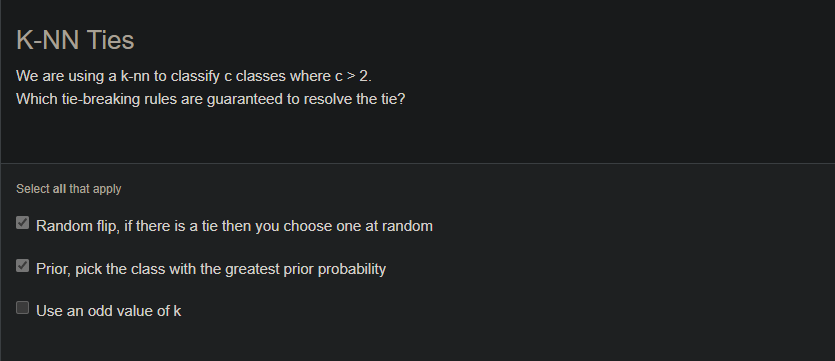 K-NN Ties
We are using a k-nn to classify c classes where c > 2.
Which tie-breaking rules are guaranteed to resolve the tie?
Select all that apply
Random flip, if there is a tie then you choose one at random
Prior, pick the class with the greatest prior probability
Use an odd value of k